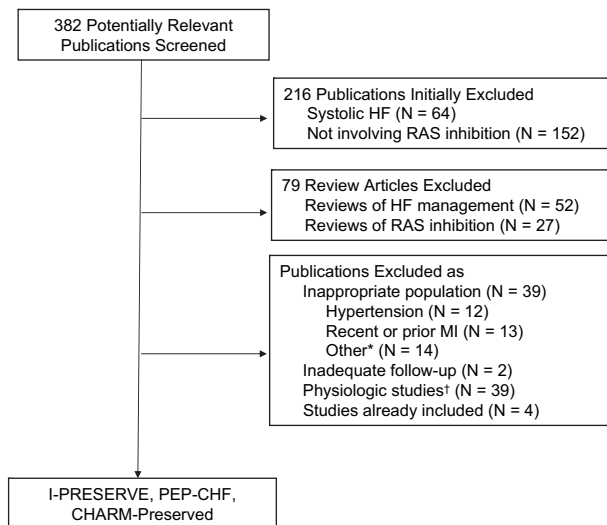 382 Potentially Relevant
Publications Screened
216 Publications Initially Excluded
Systolic HF (N = 64)
Not involving RAS inhibition (N = 152)
79 Review Articles Excluded
Reviews of HF management (N = 52)
Reviews of RAS inhibition (N = 27)
Publications Excluded as
Inappropriate population (N = 39)
Hypertension (N = 12)
Recent or prior MI (N = 13)
Other* (N = 14)
Inadequate follow-up (N = 2)
Physiologic studies† (N = 39)
Studies already included (N = 4)
I-PRESERVE, PEP-CHF,
CHARM-Preserved